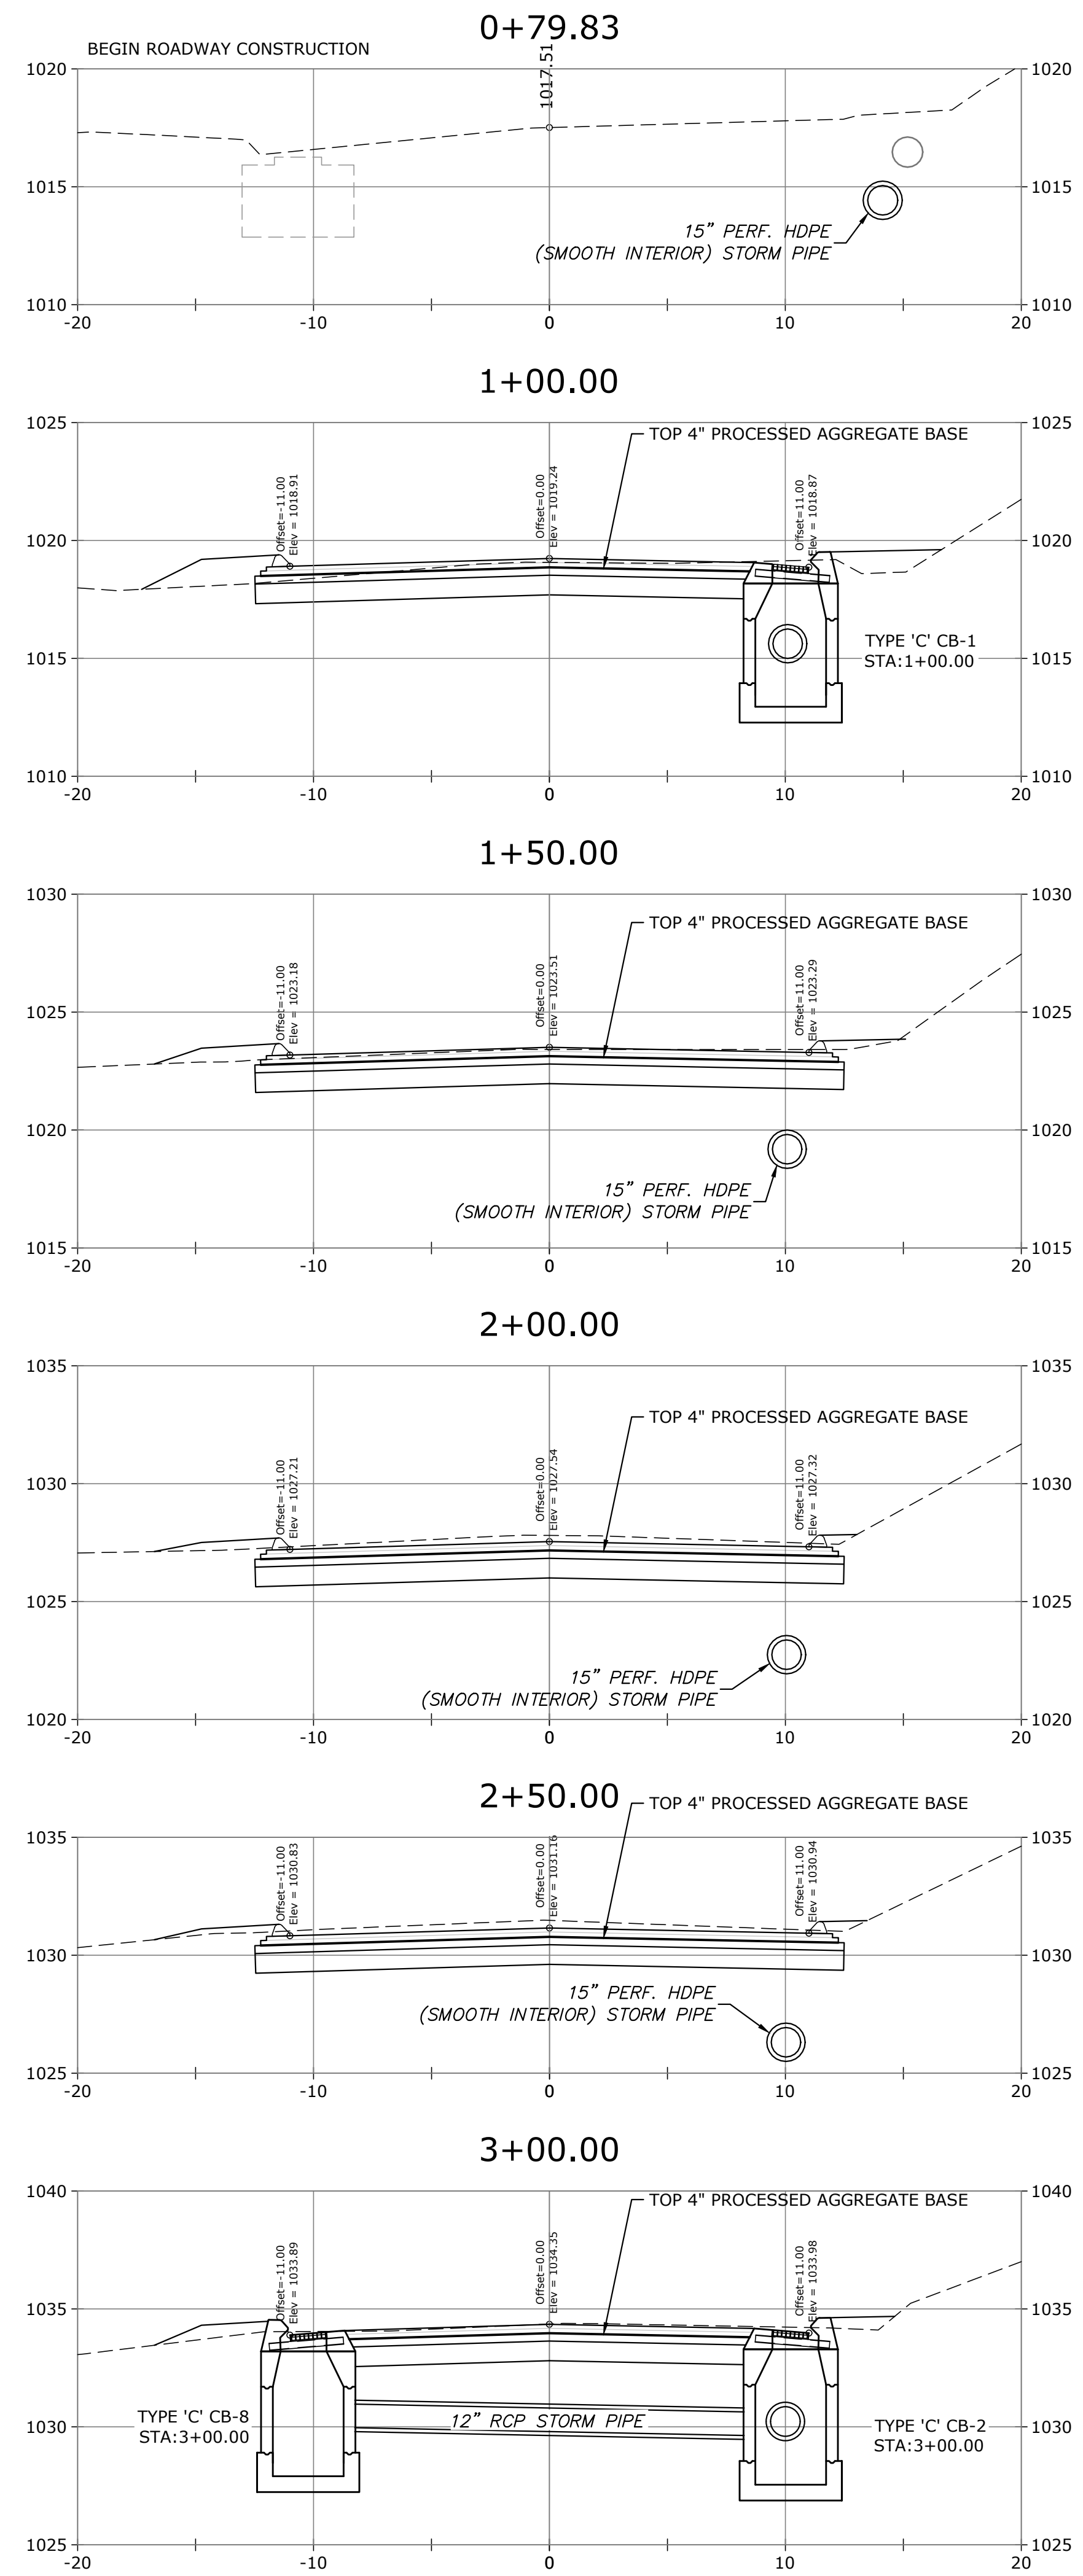 0+79.83
BEGIN ROADWAY CONSTRUCTION
1017.51
1020 1020
1015 1015
15” PERF. HDPE
(SMOOTH INTERIOR) STORM PIPE
1010 1010
-20 -10 0 10 20
1+00.00
1025 1025
TOP 4" PROCESSED AGGREGATE BASE
Offset=-11.00
Elev = 1018.91
Offset=0.00
Elev = 1019.24
Offset=11.00
Elev = 1018.87
1020 1020
TYPE 'C' CB-1
STA:1+00.00
1015 1015
1010 1010
-20 -10 0 10 20
1+50.00
1030 1030
TOP 4" PROCESSED AGGREGATE BASE
Offset=-11.00
Elev = 1023.18
Offset=0.00
Elev = 1023.51
Offset=11.00
Elev = 1023.29
1025 1025
1020 1020
15” PERF. HDPE
(SMOOTH INTERIOR) STORM PIPE
1015 1015
-20 -10 0 10 20
2+00.00
1035 1035
TOP 4" PROCESSED AGGREGATE BASE
Offset=-11.00
Elev = 1027.21
Offset=0.00
Elev = 1027.54
Offset=11.00
Elev = 1027.32
1030 1030
1025 1025
15” PERF. HDPE
(SMOOTH INTERIOR) STORM PIPE
1020 1020
-20 -10 0 10 20
2+50.00
TOP 4" PROCESSED AGGREGATE BASE
1035 1035
Offset=-11.00
Elev = 1030.83
Offset=0.00
Elev = 1031.16
Offset=11.00
Elev = 1030.94
1030 1030
15” PERF. HDPE
(SMOOTH INTERIOR) STORM PIPE
1025 1025
-20 -10 0 10 20
3+00.00
1040 1040
TOP 4" PROCESSED AGGREGATE BASE
Offset=-11.00
Elev = 1033.89
Offset=0.00
Elev = 1034.35
Offset=11.00
Elev = 1033.98
1035 1035
TYPE 'C' CB-8
STA:3+00.00
12” RCP STORM PIPE
TYPE 'C' CB-2
STA:3+00.00
1030 1030
1025 1025
-20 -10 0 10 20